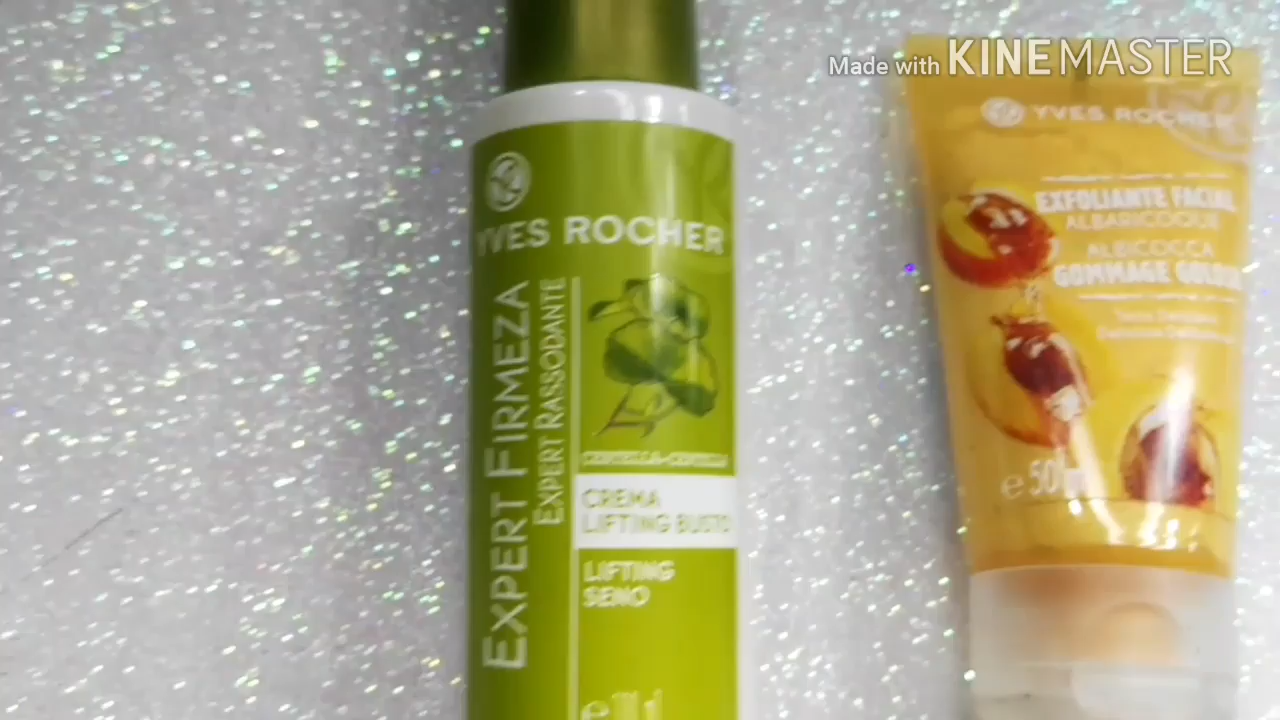 Made with KINEMASTER
YVES ROCHER
EXPERT FIRMEZA
EXPERT RASSODANTE
CREMA
LIFTING BUSTO
LIFTING
SENO
YVES ROCHER
EXFOLIANTE FACIAL
ALBARICOQUE
ALBICOCCA
GOMMAGE
e 50